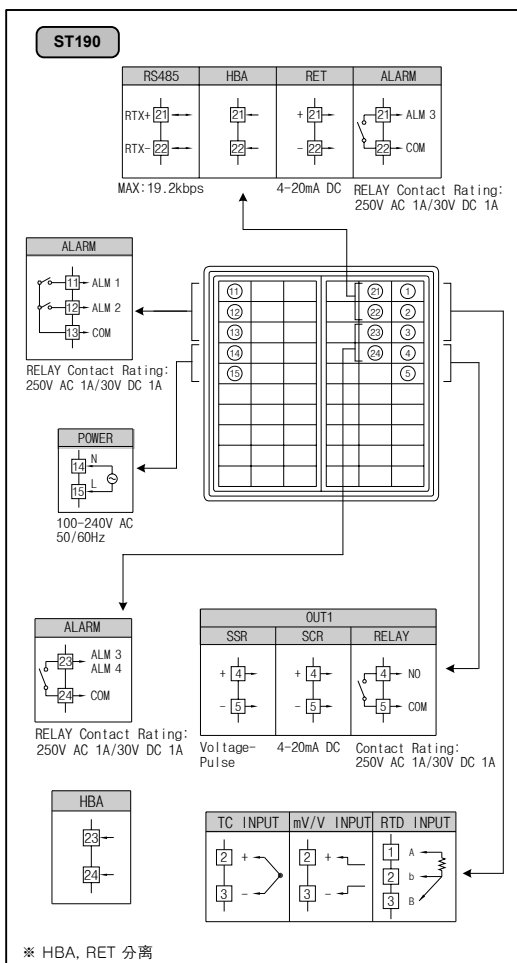 ST190
RS485 HBA RET ALARM
RTX+ 21 21 + 21 21 ALM 3
RTX- 22 22 - 22 22 COM
MAX:19.2kbps 4-20mA DC RELAY Contact Rating:
250V AC 1A/30V DC 1A
ALARM
11 ALM 1
12 ALM 2
13 COM
RELAY Contact Rating:
250V AC 1A/30V DC 1A
11 21 1
12 22 2
13 23 3
14 24 4
15 5
POWER
14 N
15 L
100-240V AC
50/60Hz
ALARM
23 ALM 3
ALM 4
24 COM
RELAY Contact Rating:
250V AC 1A/30V DC 1A
OUT1
SSR SCR RELAY
+ 4 + 4 4 NO
- 5 - 5 5 COM
Voltage-
Pulse
4-20mA DC
Contact Rating:
250V AC 1A/30V DC 1A
HBA
23
24
TC INPUT mV/V INPUT RTD INPUT
1 A
2 + 2 + 2 b
3 - 3 - 3 B
※ HBA, RET 分离